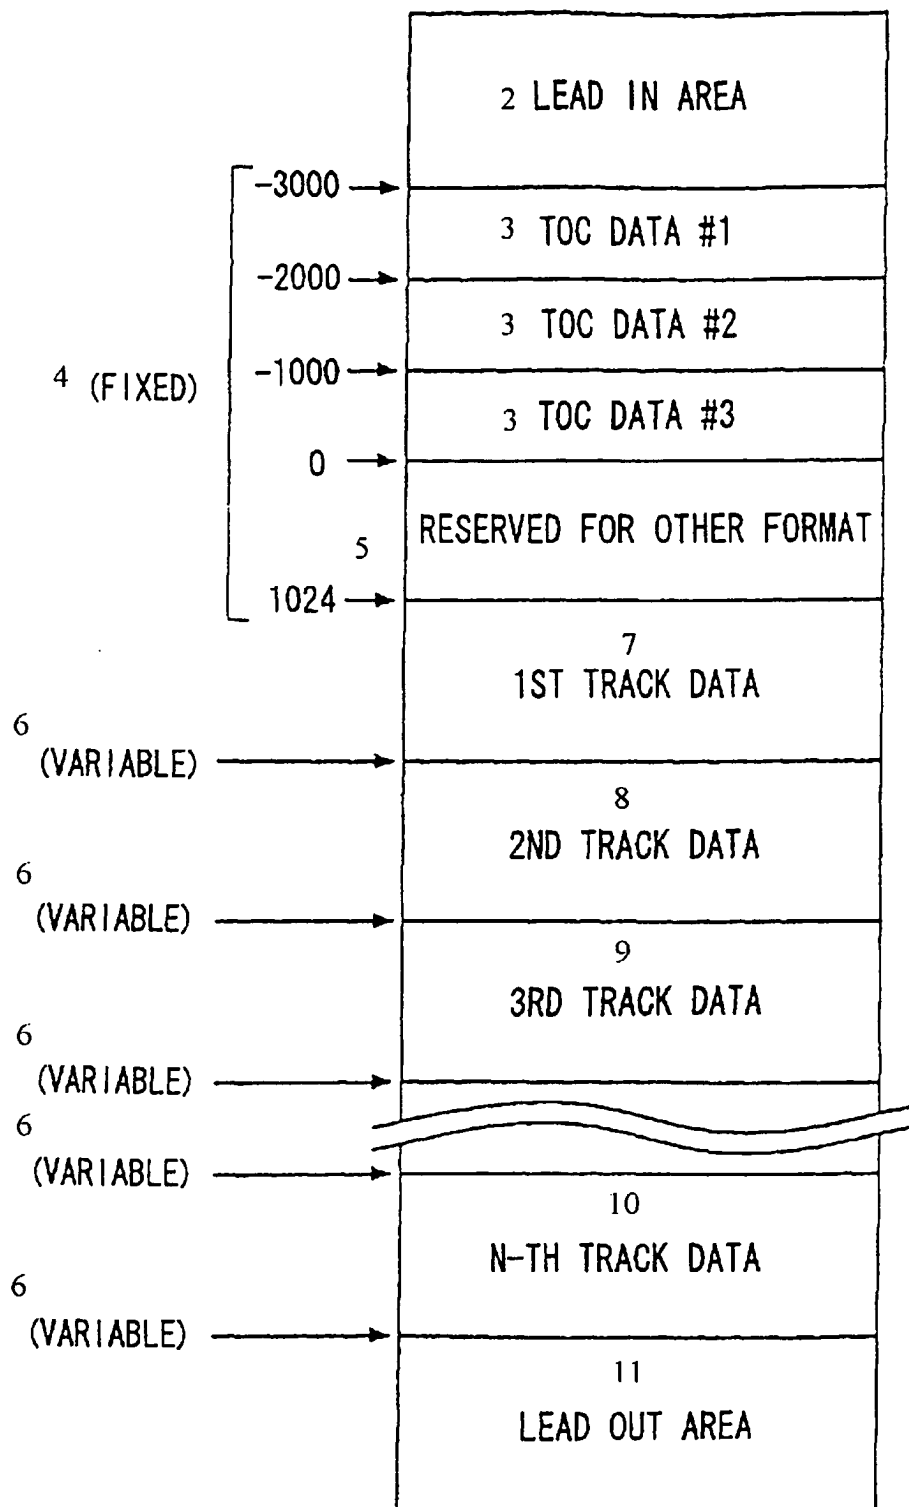 2 LEAD IN AREA
-3000
3 TOC DATA #1
-2000
3 TOC DATA #2
-1000
4 (FIXED)
3 TOC DATA #3
0
RESERVED FOR OTHER FORMAT
5
1024
7
1ST TRACK DATA
6
(VARIABLE)
8
2ND TRACK DATA
6
(VARIABLE)
9
3RD TRACK DATA
6
(VARIABLE)
6
(VARIABLE)
10
N-TH TRACK DATA
6
(VARIABLE)
11
LEAD OUT AREA